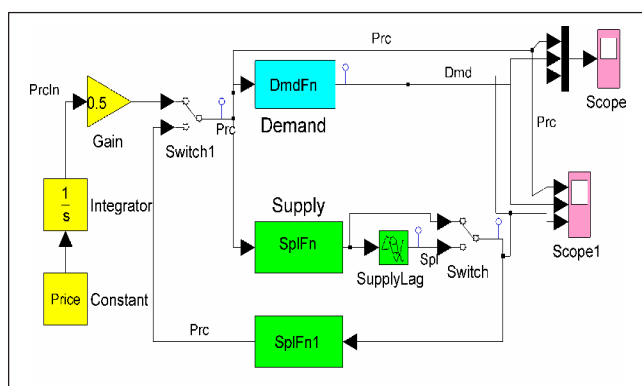 Prc
PrcIn
0.5
Gain
Switch1
Prc
DmdFn
Demand
Dmd
Scope
Prc
1
s
Integrator
Price
Constant
Supply
SplFn
SupplyLag
Spl
Switch
Scope1
Prc
SplFn1